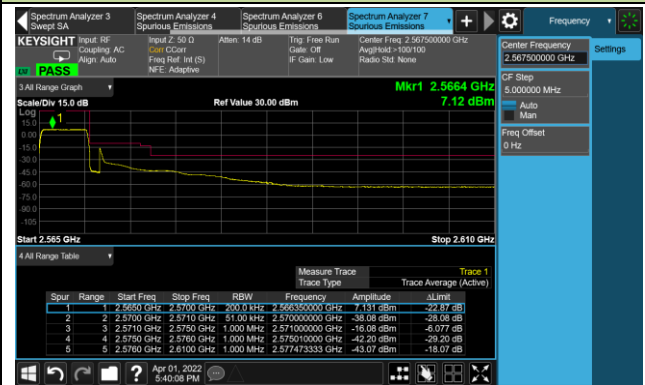 Spectrum Analyzer 3
Swept SA
Spectrum Analyzer 4
Spurious Emissions
Spectrum Analyzer 6
Spurious Emissions
Spectrum Analyzer 7
Spurious Emissions
Frequency
KEYSIGHT
Input: RF
Coupling: AC
Align: Auto
Input Z: 50 Ω
Corr CCorr
Freq Ref: Int (S)
NFE: Adaptive
Atten: 14 dB
Trig: Free Run
Gate: Off
IF Gain: Low
Center Freq: 2.567500000 GHz
Avg|Hold:>100/100
Radio Std: None
LXI
PASS
Center Frequency
2.567500000 GHz
Settings
CF Step
5.000000 MHz
Auto
Man
Freq Offset
0 Hz
3 All Range Graph
Mkr1 2.5664 GHz
7.12 dBm
Scale/Div 15.0 dB
Ref Value 30.00 dBm
Log
15.0
0.00
-15.0
-30.0
-45.0
-60.0
-75.0
-90.0
-105
1
Start 2.565 GHz
Stop 2.610 GHz
4 All Range Table
Measure Trace Trace 1
Trace Type Trace Average (Active)
Spur Range Start Freq Stop Freq RBW Frequency Amplitude ΔLimit
1 1 2.5650 GHz 2.5700 GHz 200.0 kHz 2.566350000 GHz 7.131 dBm -22.87 dB
2 2 2.5700 GHz 2.5710 GHz 51.00 kHz 2.570000000 GHz -38.08 dBm -28.08 dB
3 3 2.5710 GHz 2.5750 GHz 1.000 MHz 2.571000000 GHz -16.08 dBm -6.077 dB
4 4 2.5750 GHz 2.5760 GHz 1.000 MHz 2.575010000 GHz -42.20 dBm -29.20 dB
5 5 2.5760 GHz 2.6100 GHz 1.000 MHz 2.577473333 GHz -43.07 dBm -18.07 dB
?
Apr 01, 2022
5:40:08 PM